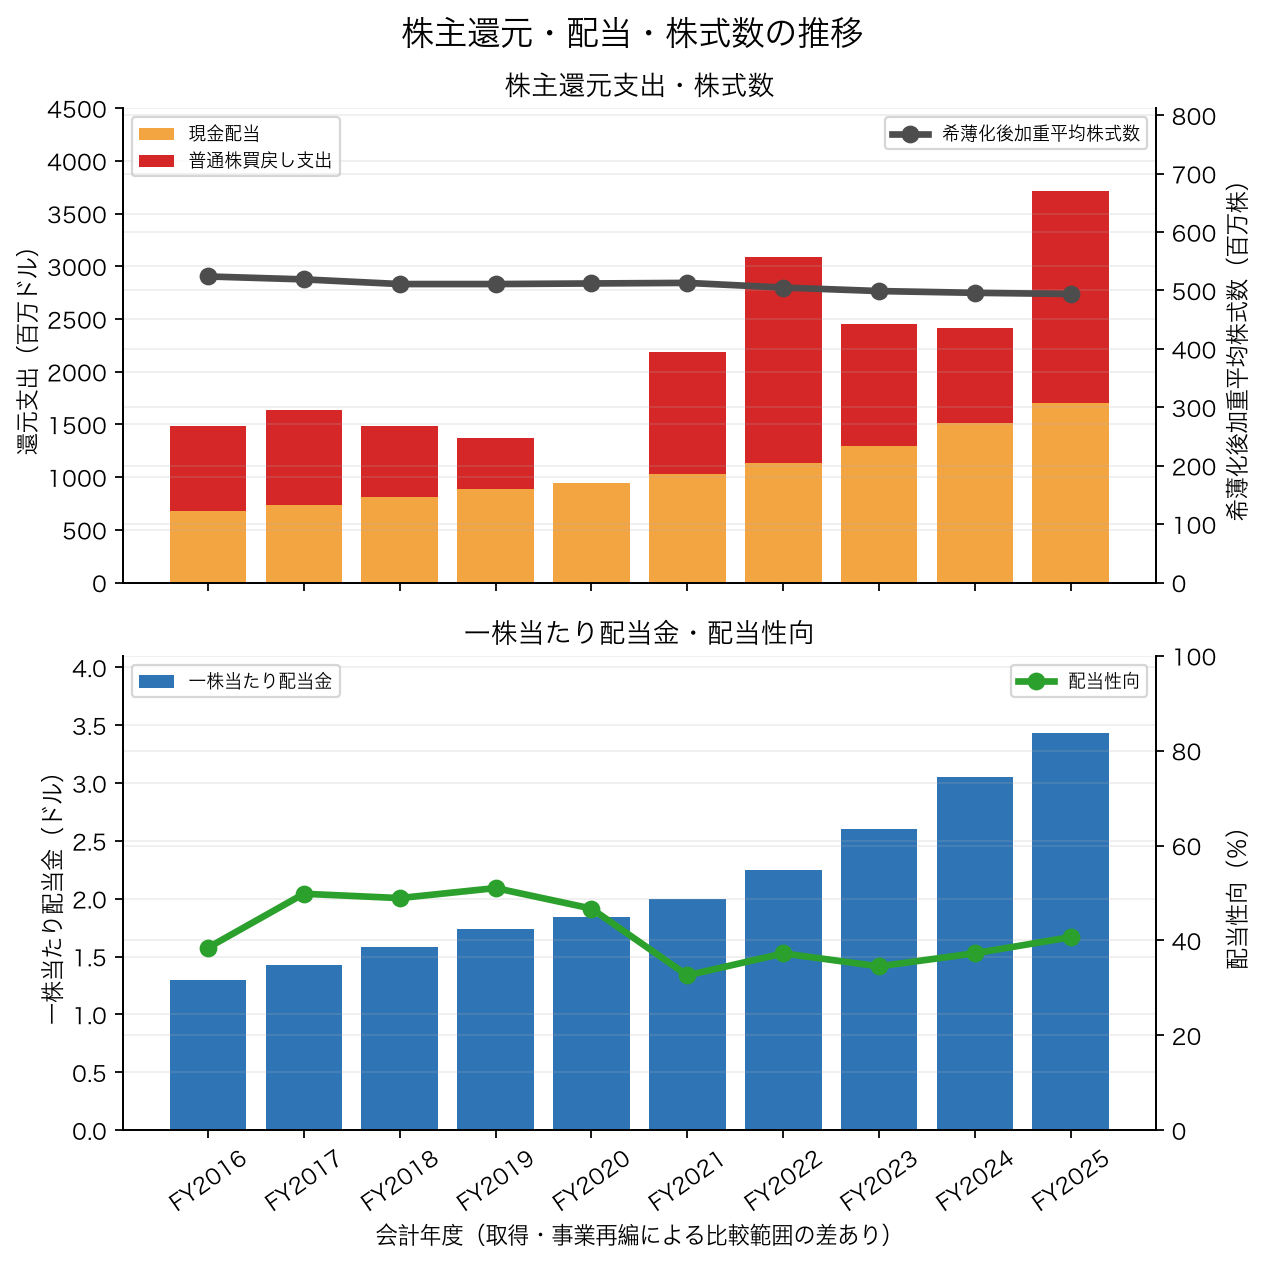 株主還元・配当・株式数の推移
株主還元支出・株式数
現金配当
普通株買戻し支出
希薄化後加重平均株式数
還元支出（百万ドル）
4500
4000
3500
3000
2500
2000
1500
1000
500
0
800
700
600
500
400
300
200
100
0
希薄化後加重平均株式数（百万株）
一株当たり配当金・配当性向
一株当たり配当金
配当性向
一株当たり配当金（ドル）
4.0
3.5
3.0
2.5
2.0
1.5
1.0
0.5
0.0
100
80
60
40
20
0
配当性向（%）
FY2016
FY2017
FY2018
FY2019
FY2020
FY2021
FY2022
FY2023
FY2024
FY2025
会計年度（取得・事業再編による比較範囲の差あり）